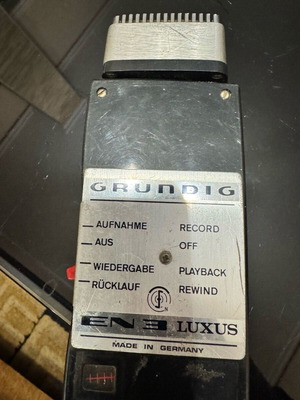 GRUNDIG
AUFNAHME RECORD
AUS OFF
WIEDERGABE PLAYBACK
RÜCKLAUF REWIND
EN3 LUXUS
MADE IN GERMANY